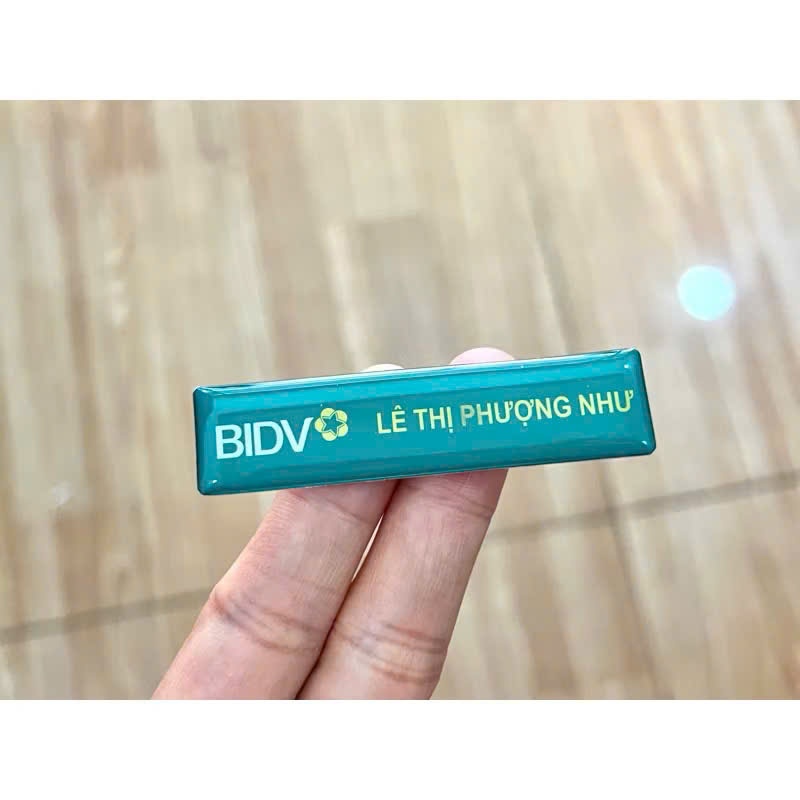 BIDV LÊ THỊ PHƯỢNG NHƯ